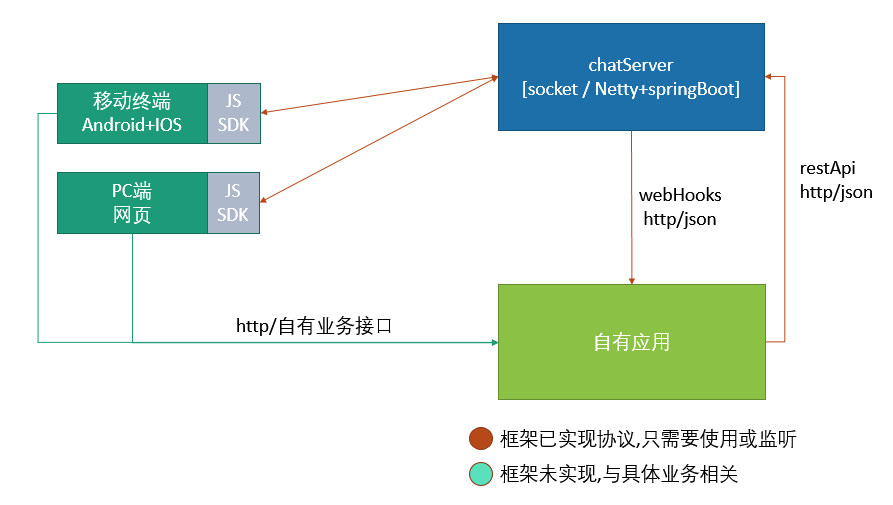 chatServer
[socket / Netty+springBoot]
移动终端
Android+IOS
JS
SDK
PC端
网页
JS
SDK
webHooks
http/json
restApi
http/json
http/自有业务接口
自有应用
框架已实现协议,只需要使用或监听
框架未实现,与具体业务相关